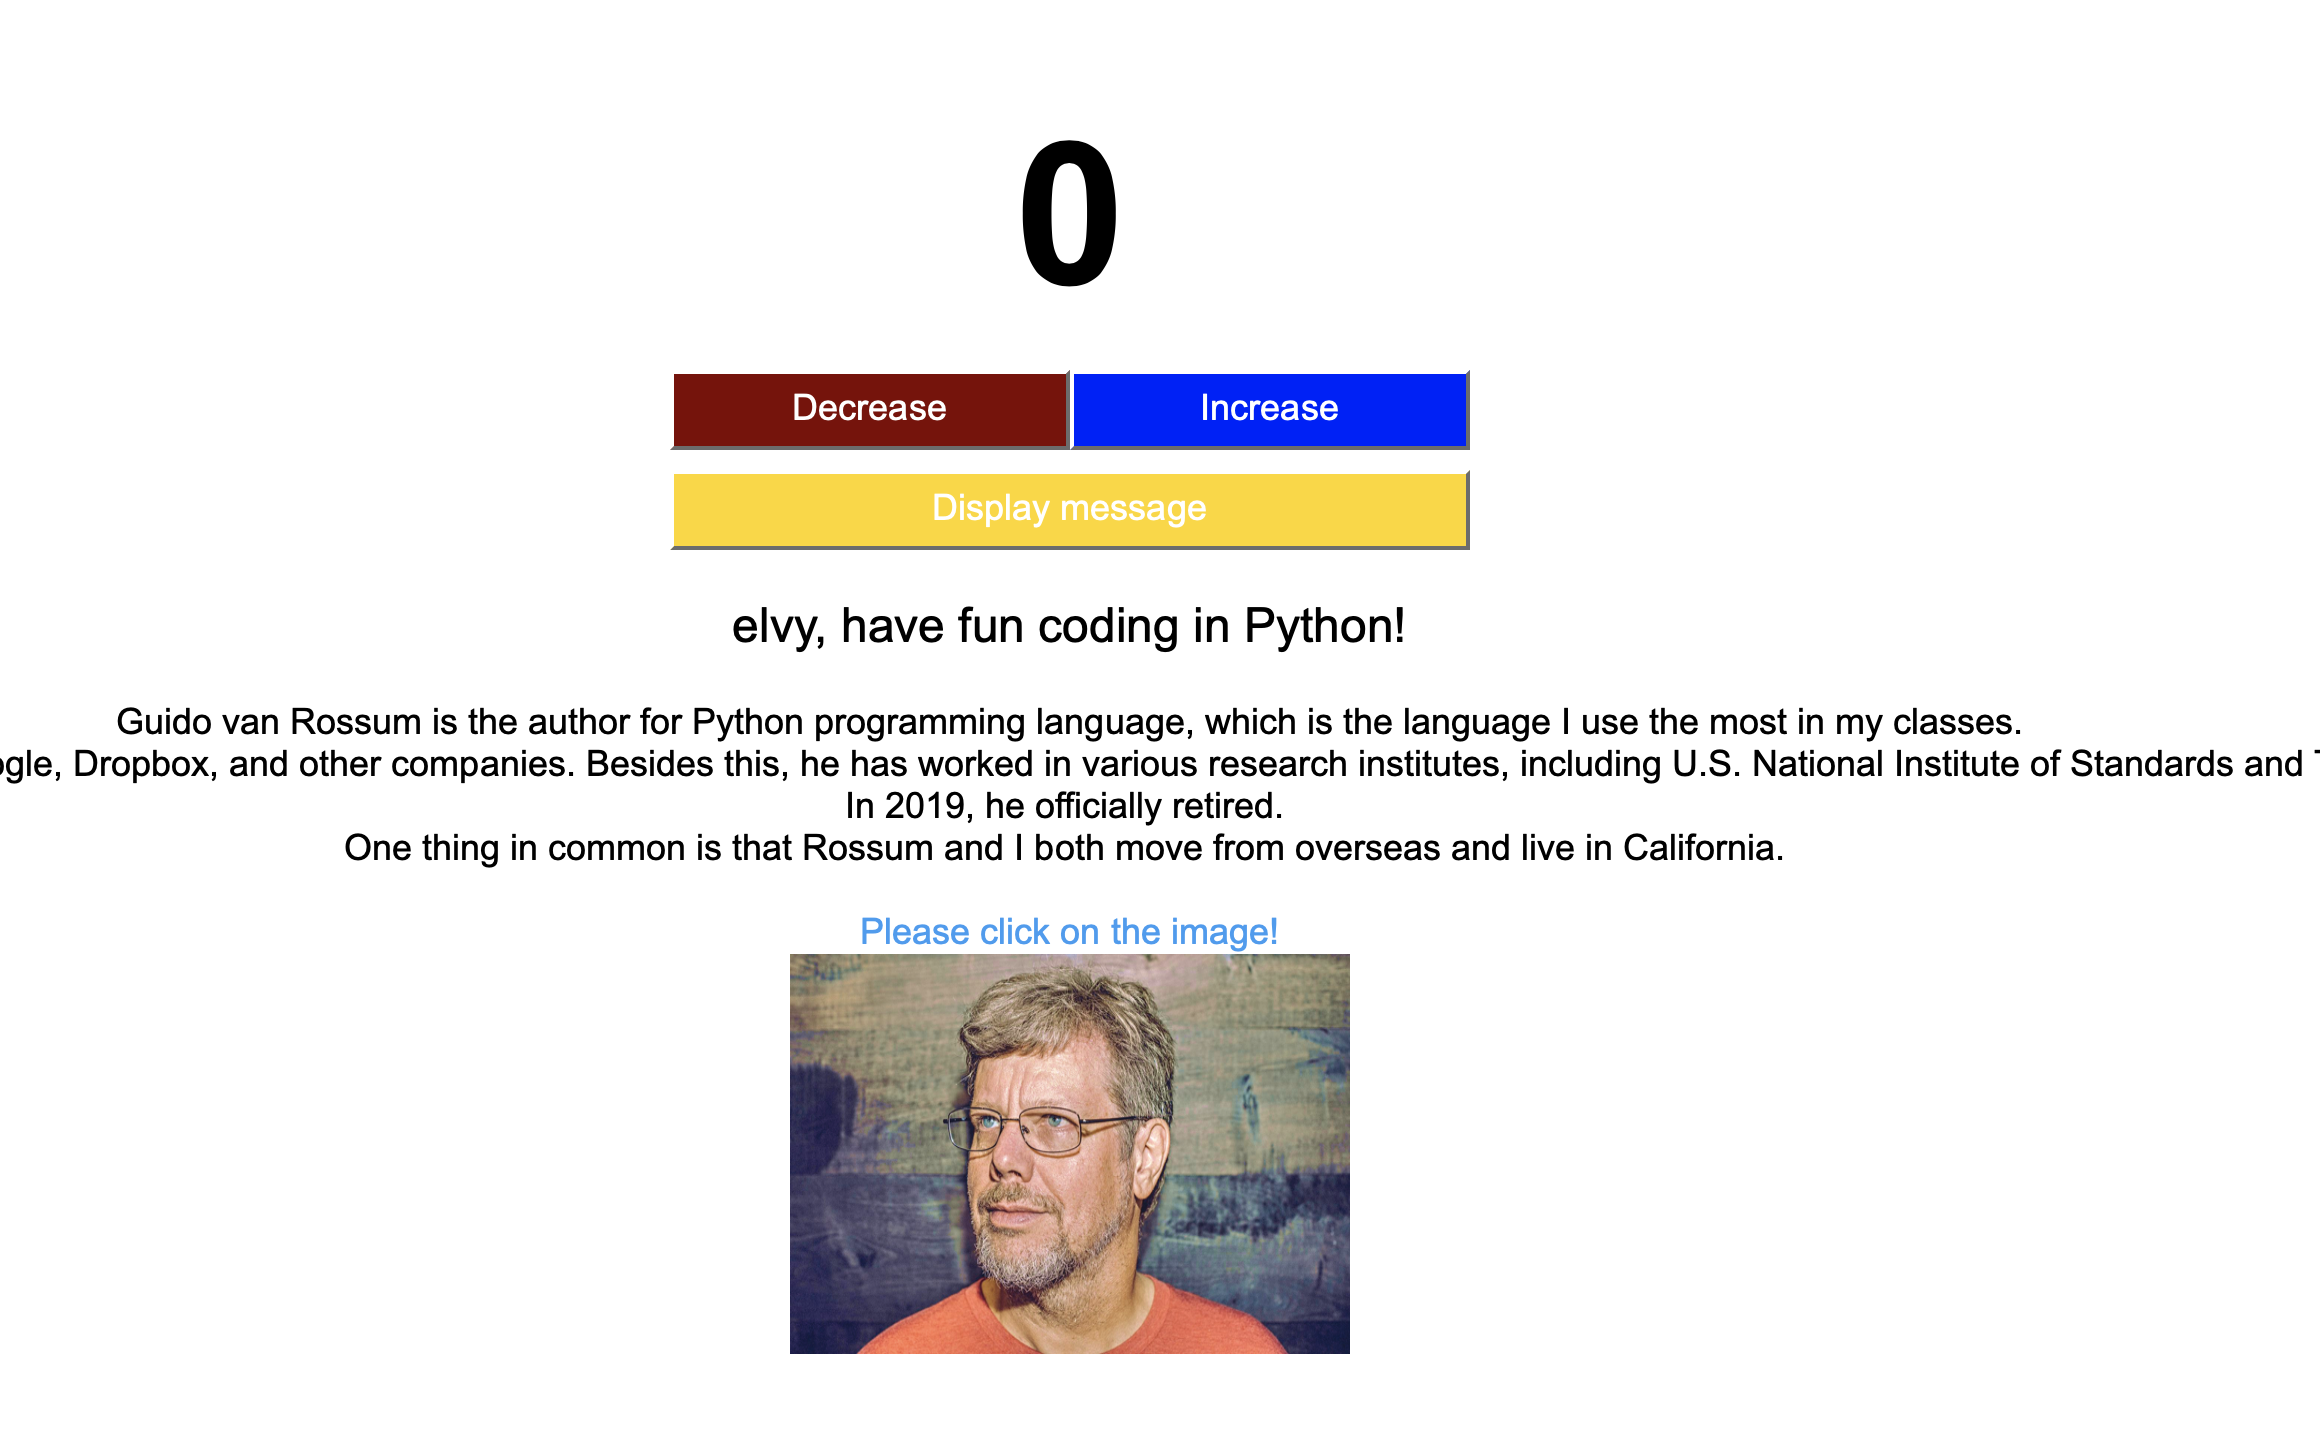 0
Decrease
Increase
Display message
elvy, have fun coding in Python!
Guido van Rossum is the author for Python programming language, which is the language I use the most in my classes.
ogle, Dropbox, and other companies. Besides this, he has worked in various research institutes, including U.S. National Institute of Standards and T
In 2019, he officially retired.
One thing in common is that Rossum and I both move from overseas and live in California.
Please click on the image!